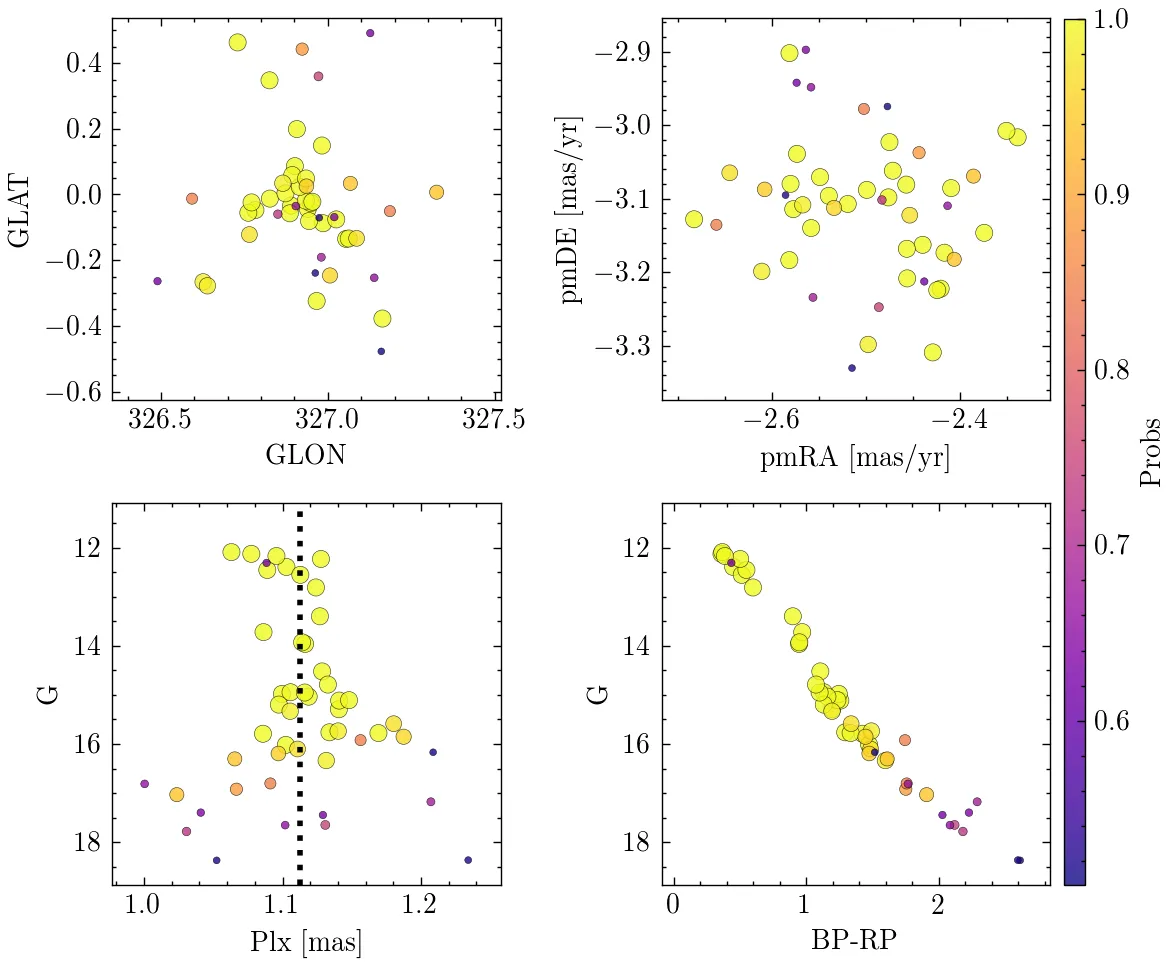 0.4
0.2
0.0
−0.2
−0.4
−0.6
GLAT
326.5 327.0 327.5
GLON
−2.9
−3.0
−3.1
−3.2
−3.3
pmDE [mas/yr]
−2.6 −2.4
pmRA [mas/yr]
1.0
0.9
0.8
0.7
0.6
Probs
12
14
16
18
G
1.0 1.1 1.2
Plx [mas]
12
14
16
18
G
0 1 2
BP-RP